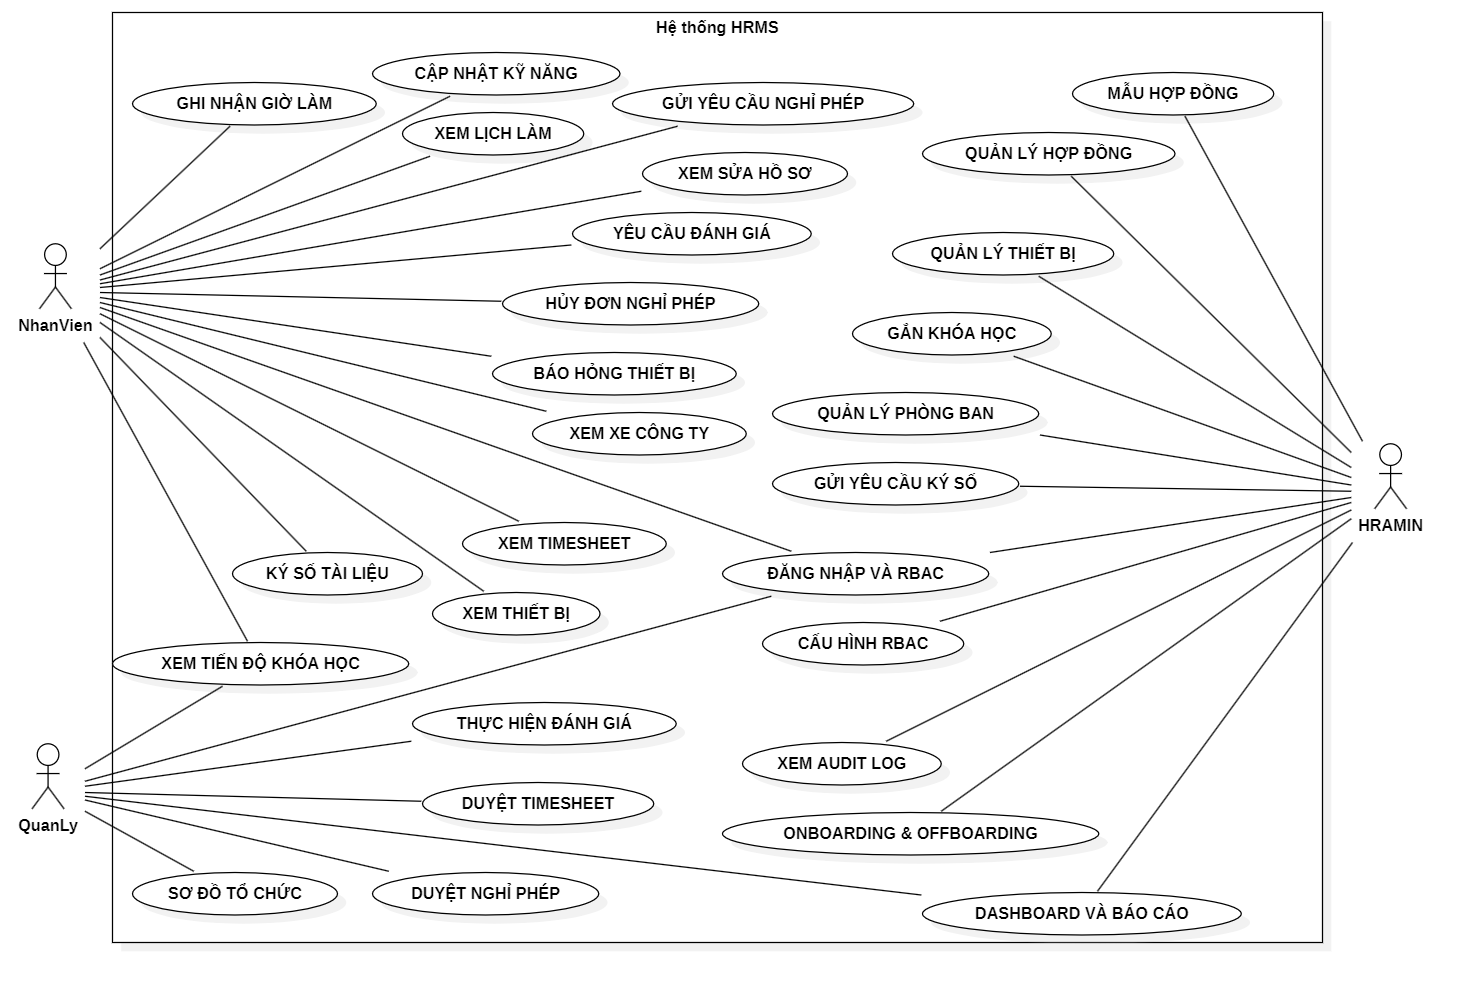 Hệ thống HRMS
CẬP NHẬT KỸ NĂNG
GHI NHẬN GIỜ LÀM
GỬI YÊU CẦU NGHỈ PHÉP
MẪU HỢP ĐỒNG
XEM LỊCH LÀM
QUẢN LÝ HỢP ĐỒNG
XEM SỬA HỒ SƠ
YÊU CẦU ĐÁNH GIÁ
QUẢN LÝ THIẾT BỊ
HỦY ĐƠN NGHỈ PHÉP
NhanVien
GẮN KHÓA HỌC
BÁO HỎNG THIẾT BỊ
QUẢN LÝ PHÒNG BAN
XEM XE CÔNG TY
GỬI YÊU CẦU KÝ SỐ
HRAMIN
XEM TIMESHEET
KÝ SỐ TÀI LIỆU
ĐĂNG NHẬP VÀ RBAC
XEM THIẾT BỊ
CẤU HÌNH RBAC
XEM TIẾN ĐỘ KHÓA HỌC
THỰC HIỆN ĐÁNH GIÁ
XEM AUDIT LOG
DUYỆT TIMESHEET
QuanLy
ONBOARDING & OFFBOARDING
SƠ ĐỒ TỔ CHỨC
DUYỆT NGHỈ PHÉP
DASHBOARD VÀ BÁO CÁO